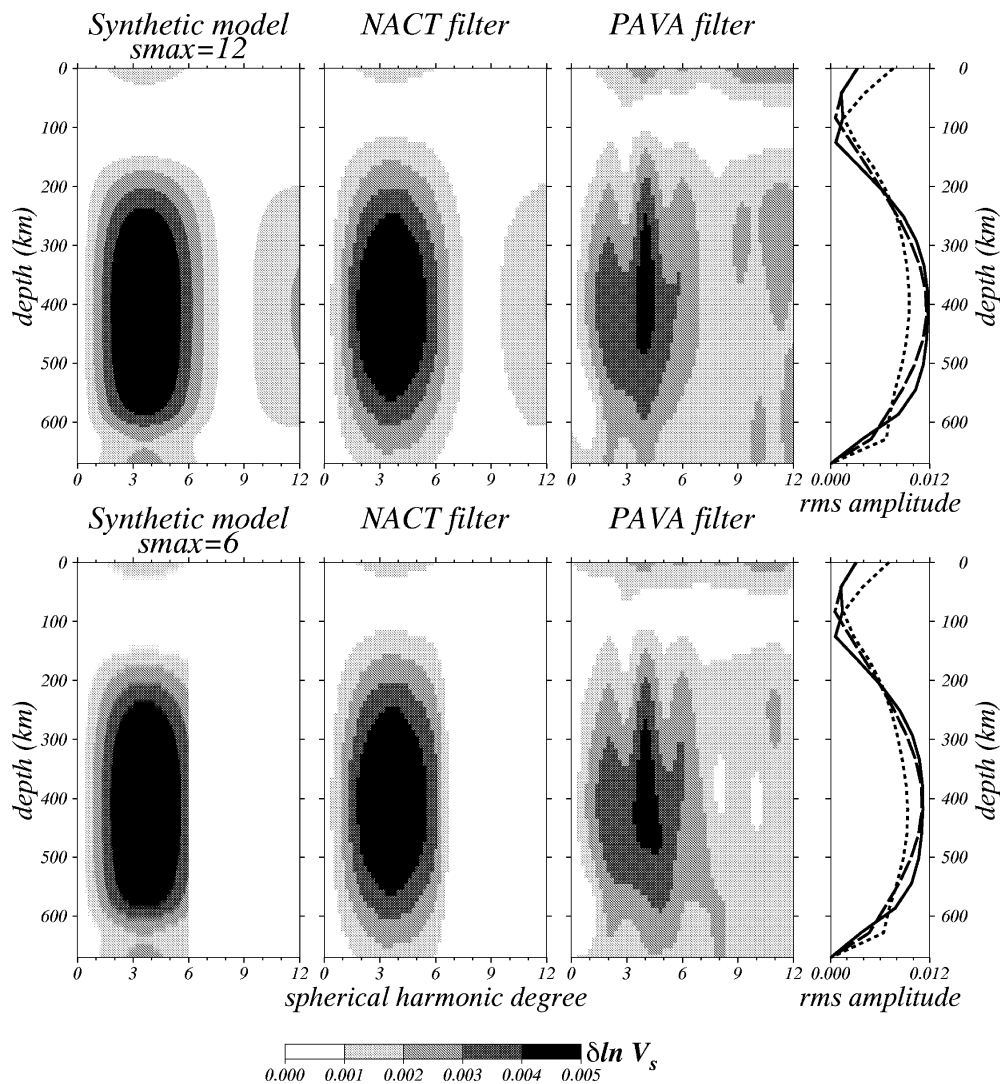 Synthetic model NACT filter PAVA filter
smax=12
0 0
100 100
200 200
300 300
400 400
500 500
600 600
depth (km)
depth (km)
0 3 6 9 12 0 3 6 9 12 0 3 6 9 12 0.000 0.012
rms amplitude
Synthetic model NACT filter PAVA filter
smax=6
0 0
100 100
200 200
300 300
400 400
500 500
600 600
depth (km)
depth (km)
0 3 6 9 12 0 3 6 9 12 0 3 6 9 12 0.000 0.012
spherical harmonic degree rms amplitude
δln Vs
0.000 0.001 0.002 0.003 0.004 0.005